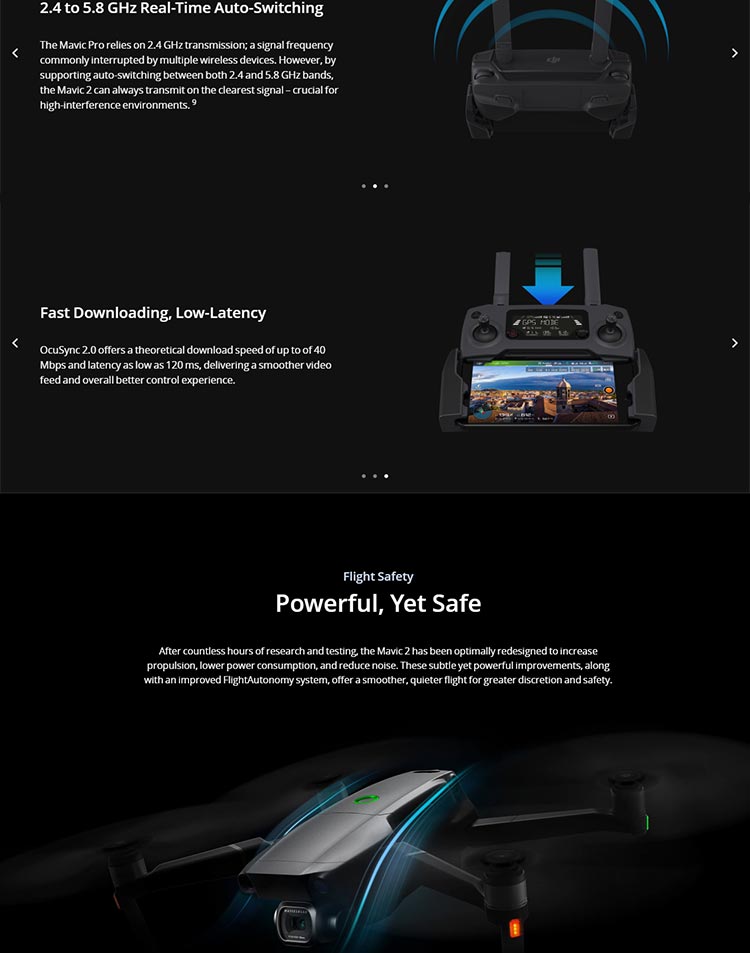 2.4 to 5.8 GHz Real-Time Auto-Switching
The Mavic Pro relies on 2.4 GHz transmission; a signal frequency
commonly interrupted by multiple wireless devices. However, by
supporting auto-switching between both 2.4 and 5.8 GHz bands,
the Mavic 2 can always transmit on the clearest signal – crucial for
high-interference environments. 9
Fast Downloading, Low-Latency
OcuSync 2.0 offers a theoretical download speed of up to of 40
Mbps and latency as low as 120 ms, delivering a smoother video
feed and overall better control experience.
GPS MODE
Flight Safety
Powerful, Yet Safe
After countless hours of research and testing, the Mavic 2 has been optimally redesigned to increase
propulsion, lower power consumption, and reduce noise. These subtle yet powerful improvements, along
with an improved FlightAutonomy system, offer a smoother, quieter flight for greater discretion and safety.
HASSELBLAD